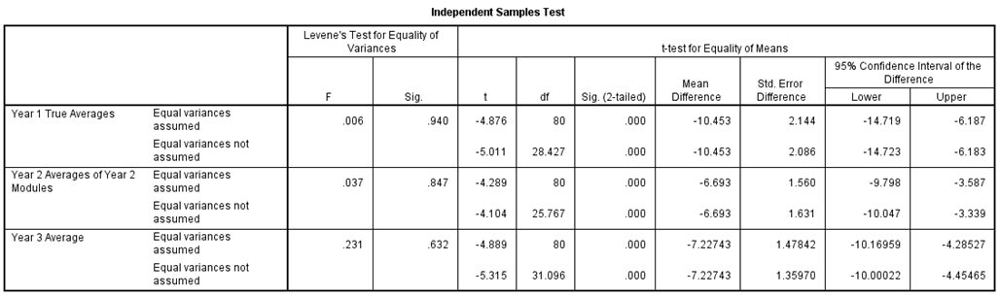 Independent Samples Test
Levene's Test for Equality of Variances
t-test for Equality of Means
F
Sig.
t
df
Sig. (2-tailed)
Mean Difference
Std. Error Difference
95% Confidence Interval of the Difference
Lower
Upper
Year 1 True Averages
Equal variances assumed
.006 .940 -4.876 80 .000 -10.453 2.144 -14.719 -6.187
Equal variances not assumed
-5.011 28.427 .000 -10.453 2.086 -14.723 -6.183
Year 2 Averages of Year 2 Modules
Equal variances assumed
.037 .847 -4.289 80 .000 -6.693 1.560 -9.798 -3.587
Equal variances not assumed
-4.104 25.767 .000 -6.693 1.631 -10.047 -3.339
Year 3 Average
Equal variances assumed
.231 .632 -4.889 80 .000 -7.22743 1.47842 -10.16959 -4.28527
Equal variances not assumed
-5.315 31.096 .000 -7.22743 1.35970 -10.00022 -4.45465